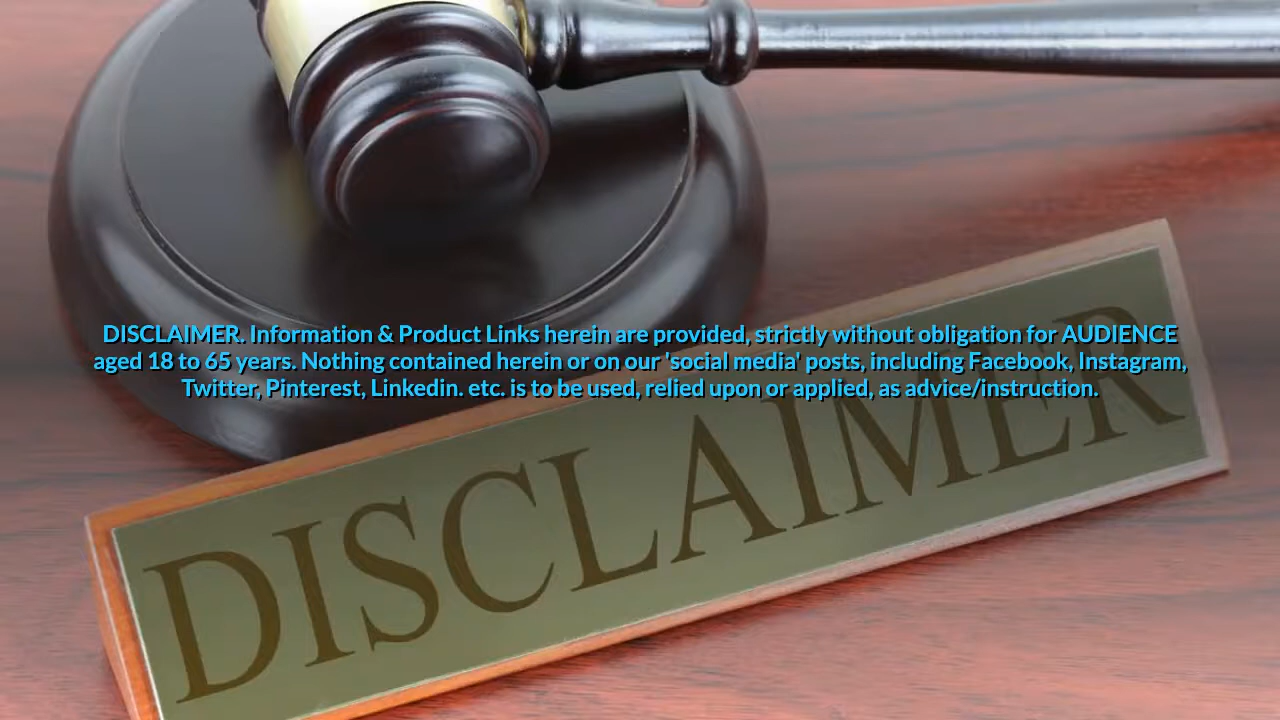 DISCLAIMER. Information & Product Links herein are provided, strictly without obligation for AUDIENCE
aged 18 to 65 years. Nothing contained herein or on our 'social media' posts, including Facebook, Instagram,
Twitter, Pinterest, Linkedin. etc. is to be used, relied upon or applied, as advice/instruction.
DISCLAIMER